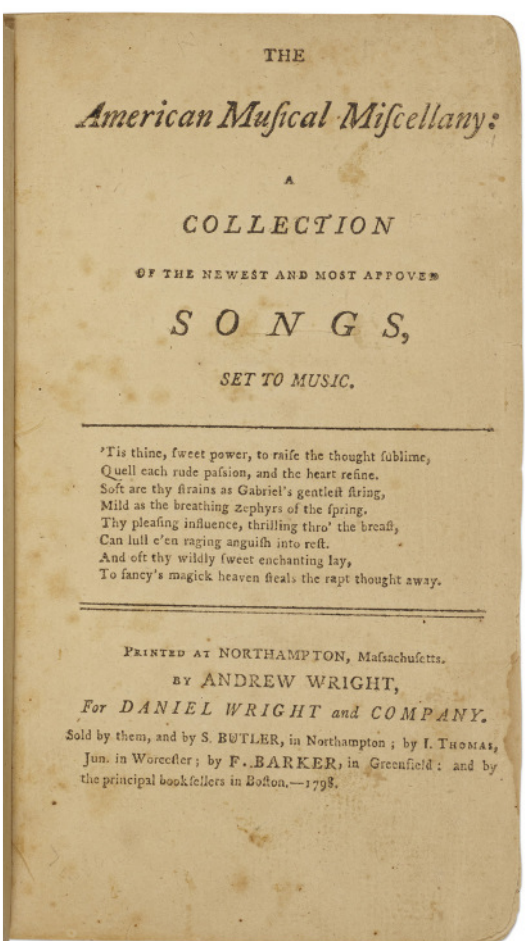 THE
American Muſical Miſcellany:
A
COLLECTION
OF THE NEWEST AND MOST APPOVED
SONGS,
SET TO MUSIC.
'Tis thine, ſweet power, to raiſe the thought ſublime,
Quell each rude paſsion, and the heart refine.
Soft are thy ſtrains as Gabriel's gentleſt ſtring,
Mild as the breathing zephyrs of the ſpring.
Thy pleaſing influence, thrilling thro' the breaſt,
Can lull e'en raging anguiſh into reſt.
And oft thy wildly ſweet enchanting lay,
To fancy's magick heaven ſteals the rapt thought away.
PRINTED AT NORTHAMPTON, Maſsachuſetts.
BY ANDREW WRIGHT,
For DANIEL WRIGHT and COMPANY.
Sold by them, and by S. BUTLER, in Northampton; by I. THOMAS,
Jun. in Worceſter; by F. BARKER, in Greenfield: and by
the principal bookſellers in Boſton.—1798.